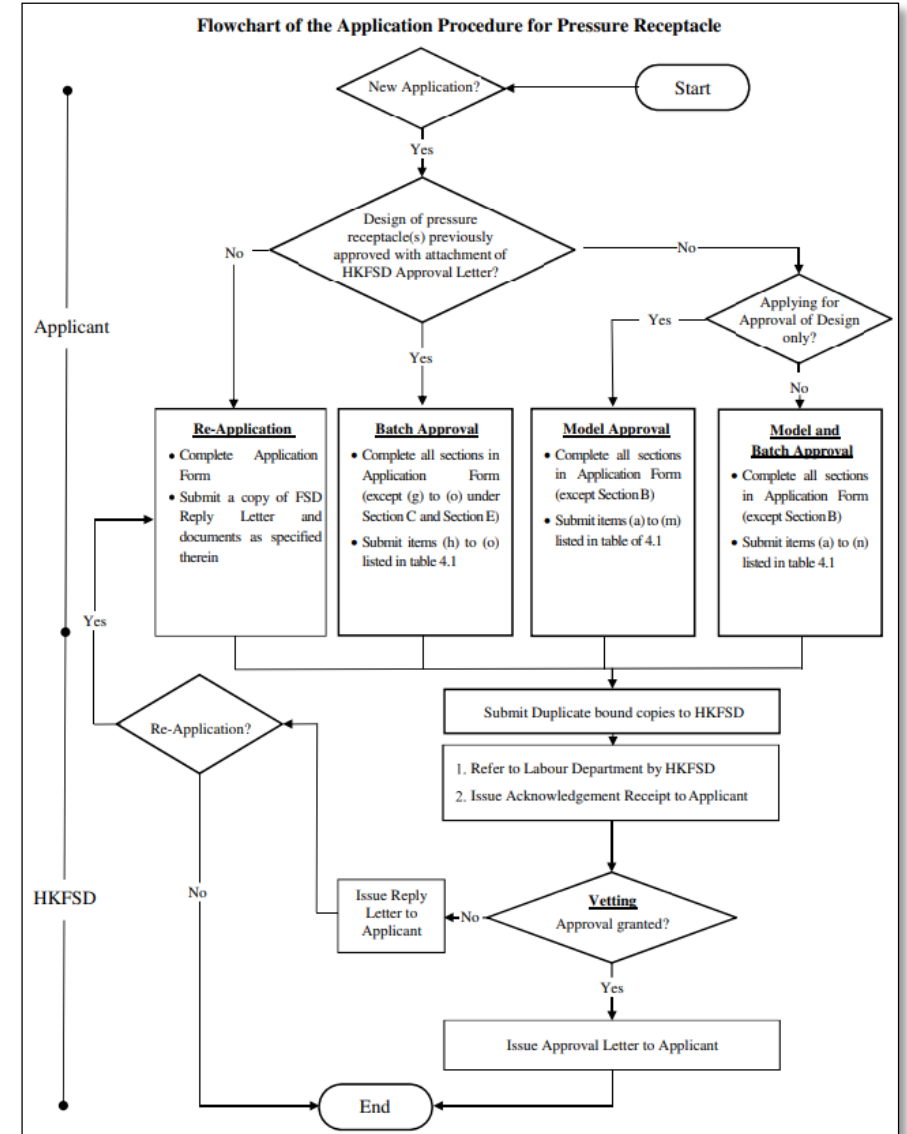 Flowchart of the Application Procedure for Pressure Receptacle
New Application?
Start
Yes
Design of pressure
receptacle(s) previously
approved with attachment of
HKFSD Approval Letter?
No
No
Applying for
Approval of Design
only?
Applicant
Yes
Yes
No
Re-Application
• Complete Application
Form
• Submit a copy of FSD
Reply Letter and
documents as specified
therein
Batch Approval
• Complete all sections in
Application Form
(except (g) to (o) under
Section C and Section E)
• Submit items (h) to (o)
listed in table 4.1
Model Approval
• Complete all sections
in Application Form
(except Section B)
• Submit items (a) to (m)
listed in table of 4.1
Model and
Batch Approval
• Complete all sections
in Application Form
(except Section B)
• Submit items (a) to (n)
listed in table 4.1
Yes
Submit Duplicate bound copies to HKFSD
Re-Application?
1. Refer to Labour Department by HKFSD
2. Issue Acknowledgement Receipt to Applicant
HKFSD
No
Issue Reply
Letter to
Applicant
No
Vetting
Approval granted?
Yes
Issue Approval Letter to Applicant
End